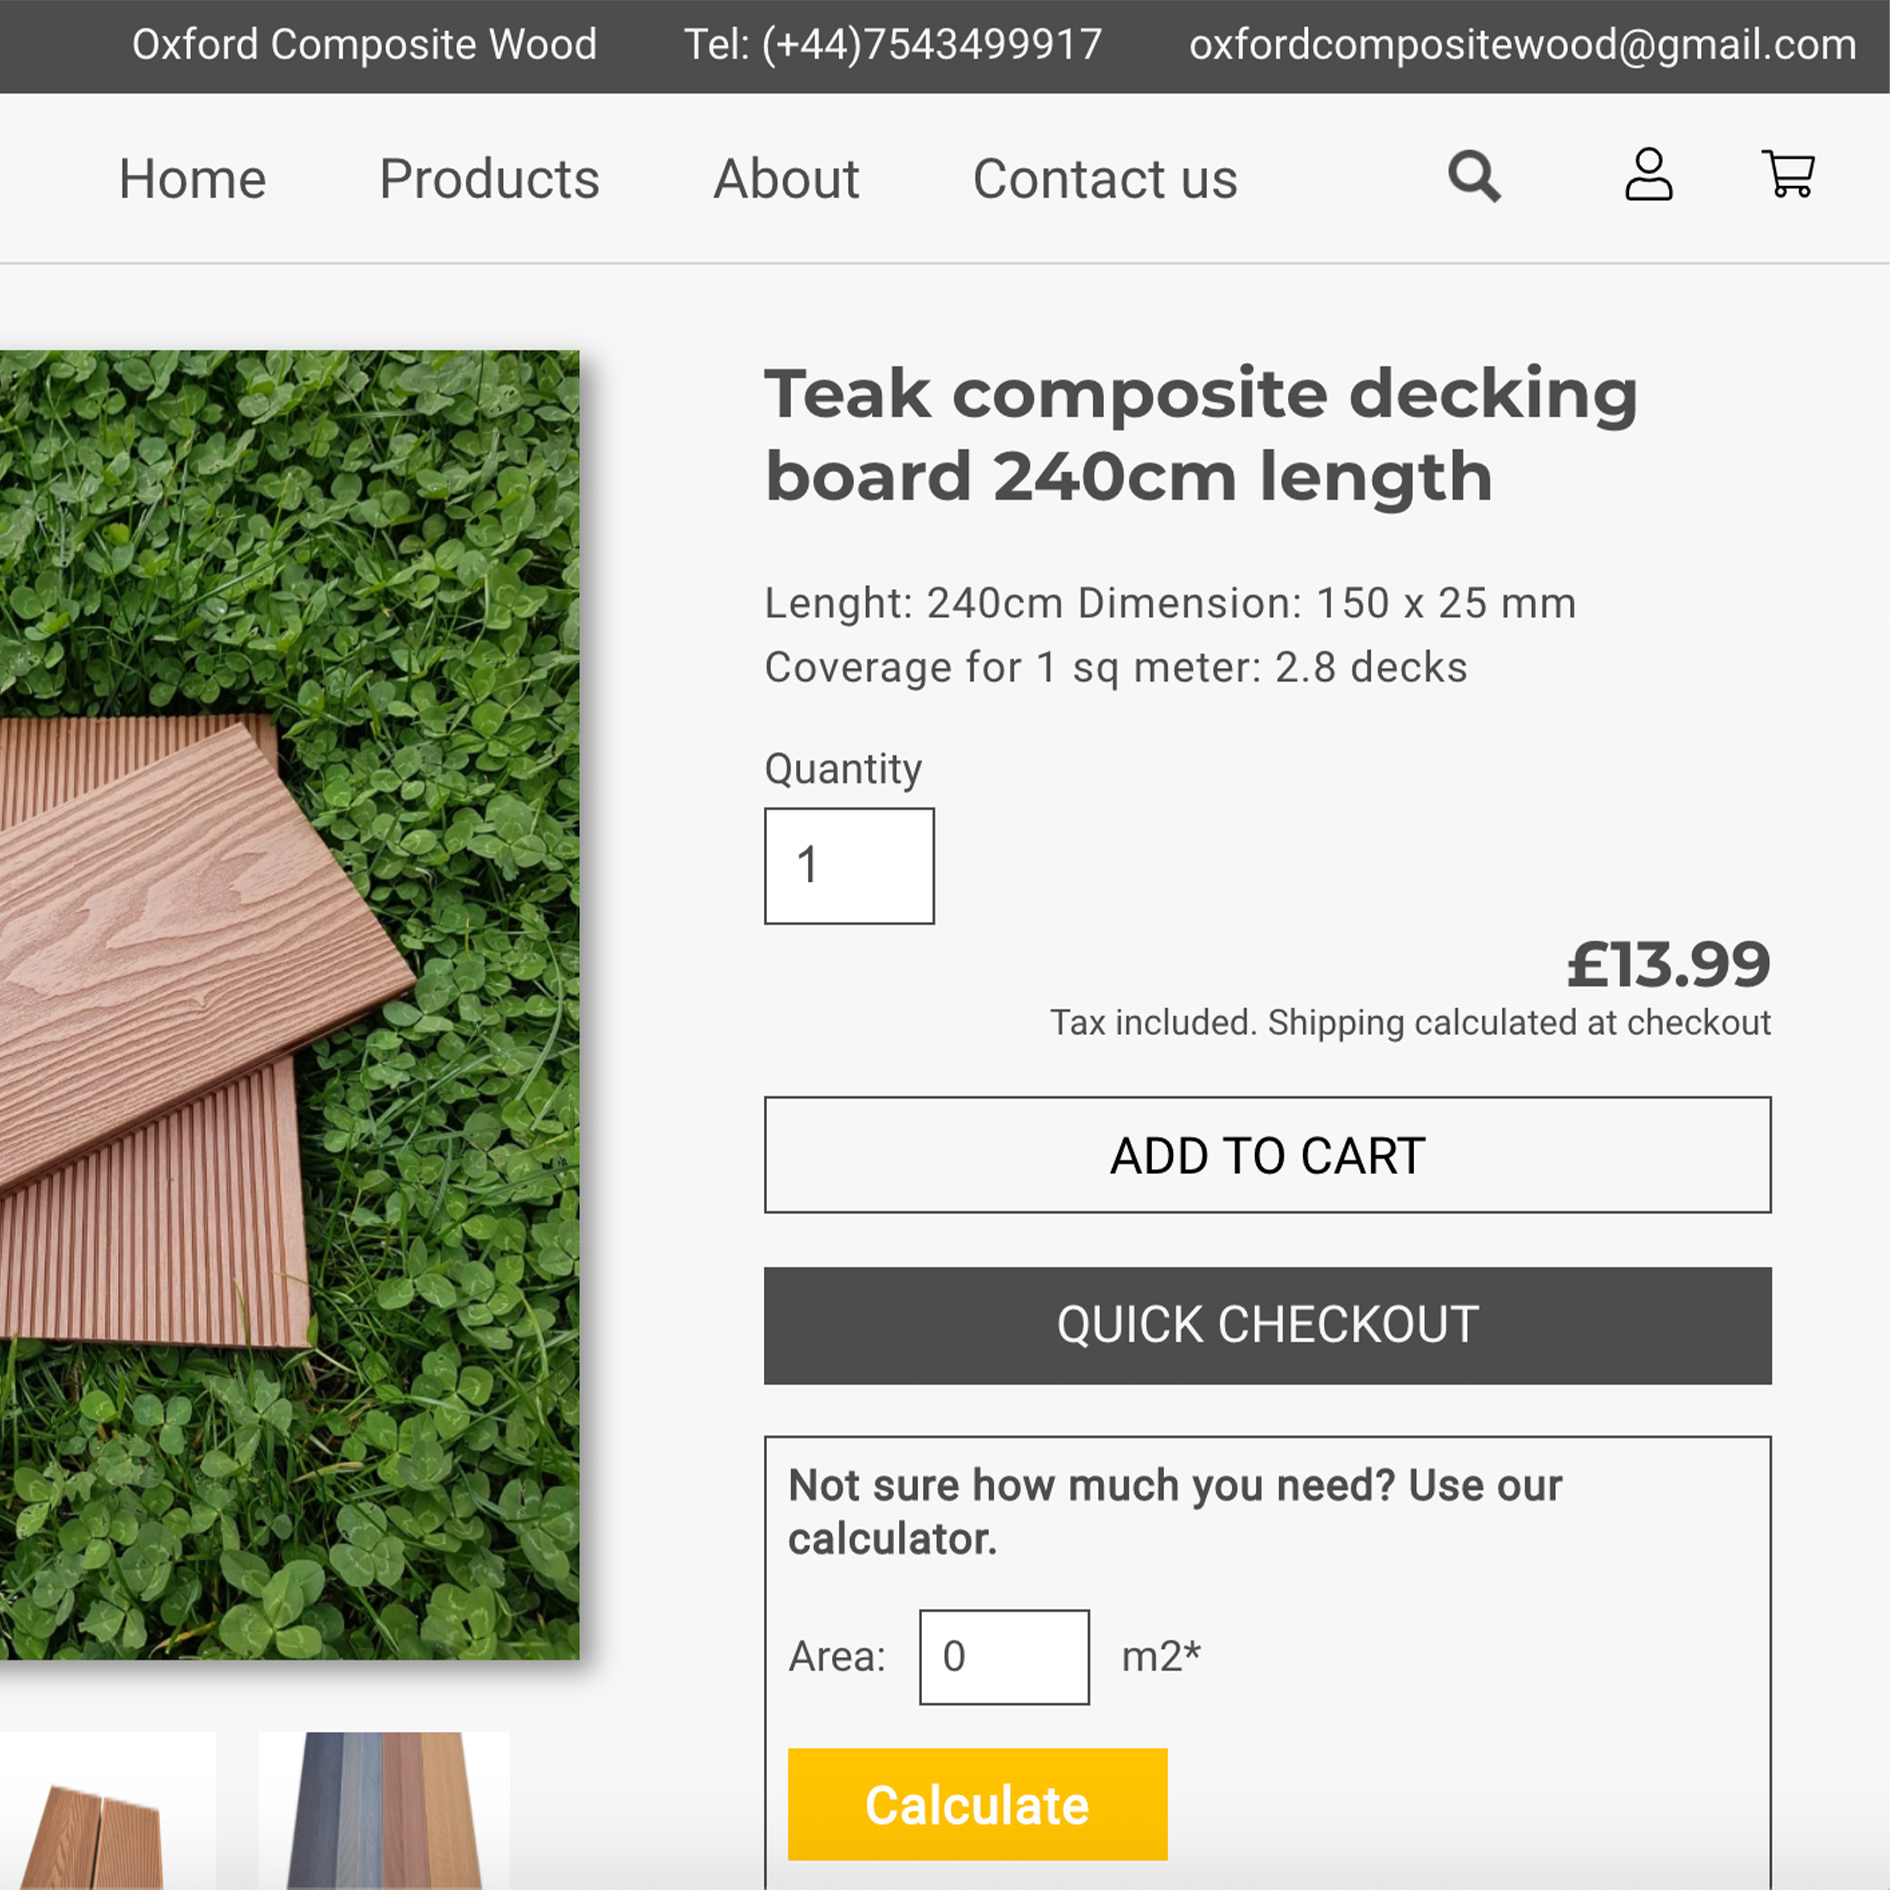 Oxford Composite Wood Tel: (+44)7543499917 oxfordcompositewood@gmail.com
Home Products About Contact us
Teak composite decking
board 240cm length
Lenght: 240cm Dimension: 150 x 25 mm
Coverage for 1 sq meter: 2.8 decks
Quantity
1
£13.99
Tax included. Shipping calculated at checkout
ADD TO CART
QUICK CHECKOUT
Not sure how much you need? Use our
calculator.
Area: 0 m2*
Calculate